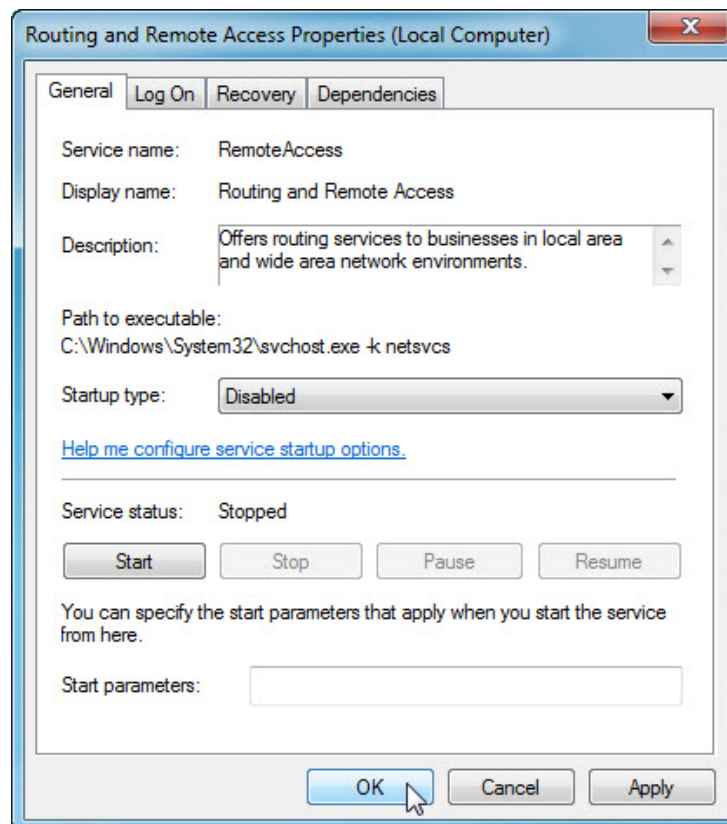 Routing and Remote Access Properties (Local Computer)
General Log On Recovery Dependencies
Service name: RemoteAccess
Display name: Routing and Remote Access
Description: Offers routing services to businesses in local area
and wide area network environments.
Path to executable:
C:\Windows\System32\svchost.exe -k netsvcs
Startup type: Disabled
Help me configure service startup options.
Service status: Stopped
Start Stop Pause Resume
You can specify the start parameters that apply when you start the service
from here.
Start parameters:
OK Cancel Apply